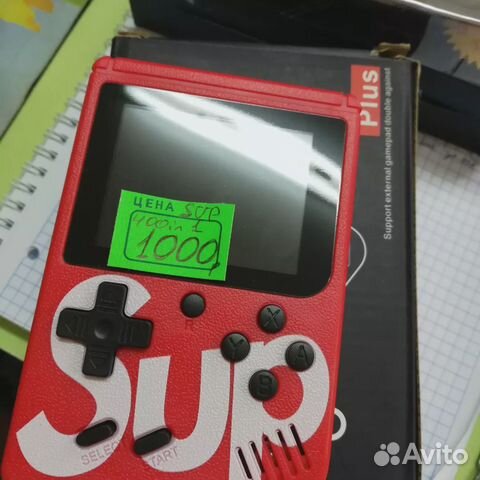 Plus
Support external gamepad double against
ЦЕНА SUP
400 in 1
1000
R
X
Y
A
B
SELECT
START
Sup
Avito